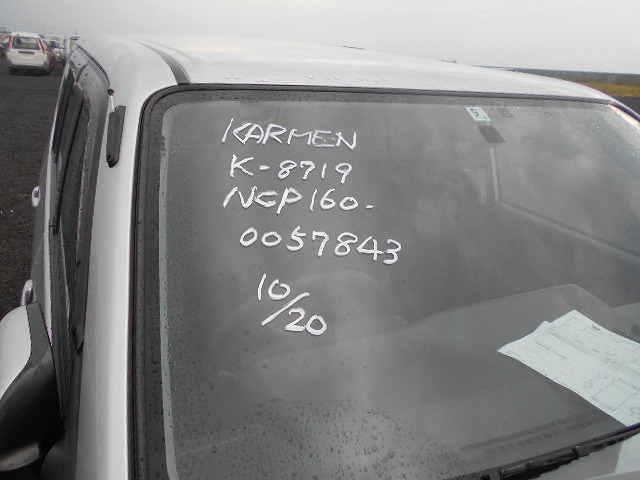 KARMEN
K-8719
NCP160-
0057843
10/20